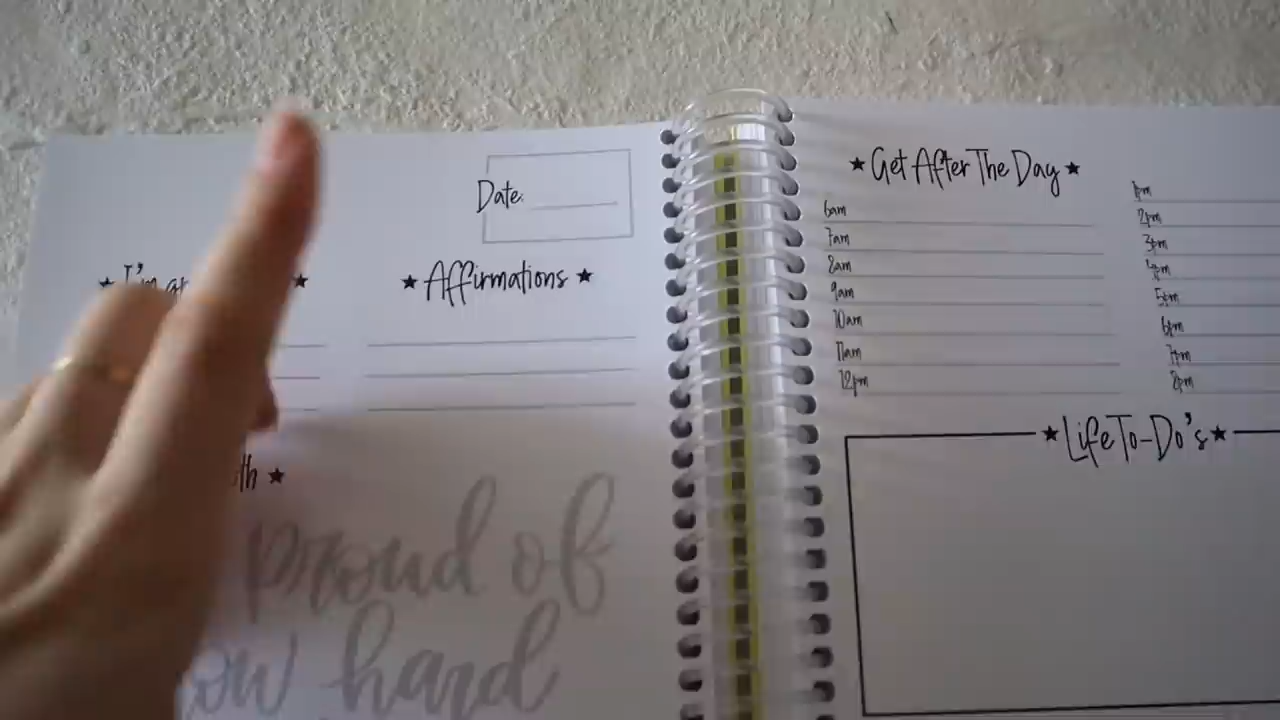 Date:
★ I'm ★
★ Affirmations ★
★
proud of
hard
★ Get After The Day ★
6am
7am
8am
9am
10am
11am
12pm
1pm
2pm
3pm
4pm
5pm
6pm
7pm
8pm
★ Life To-Do's ★